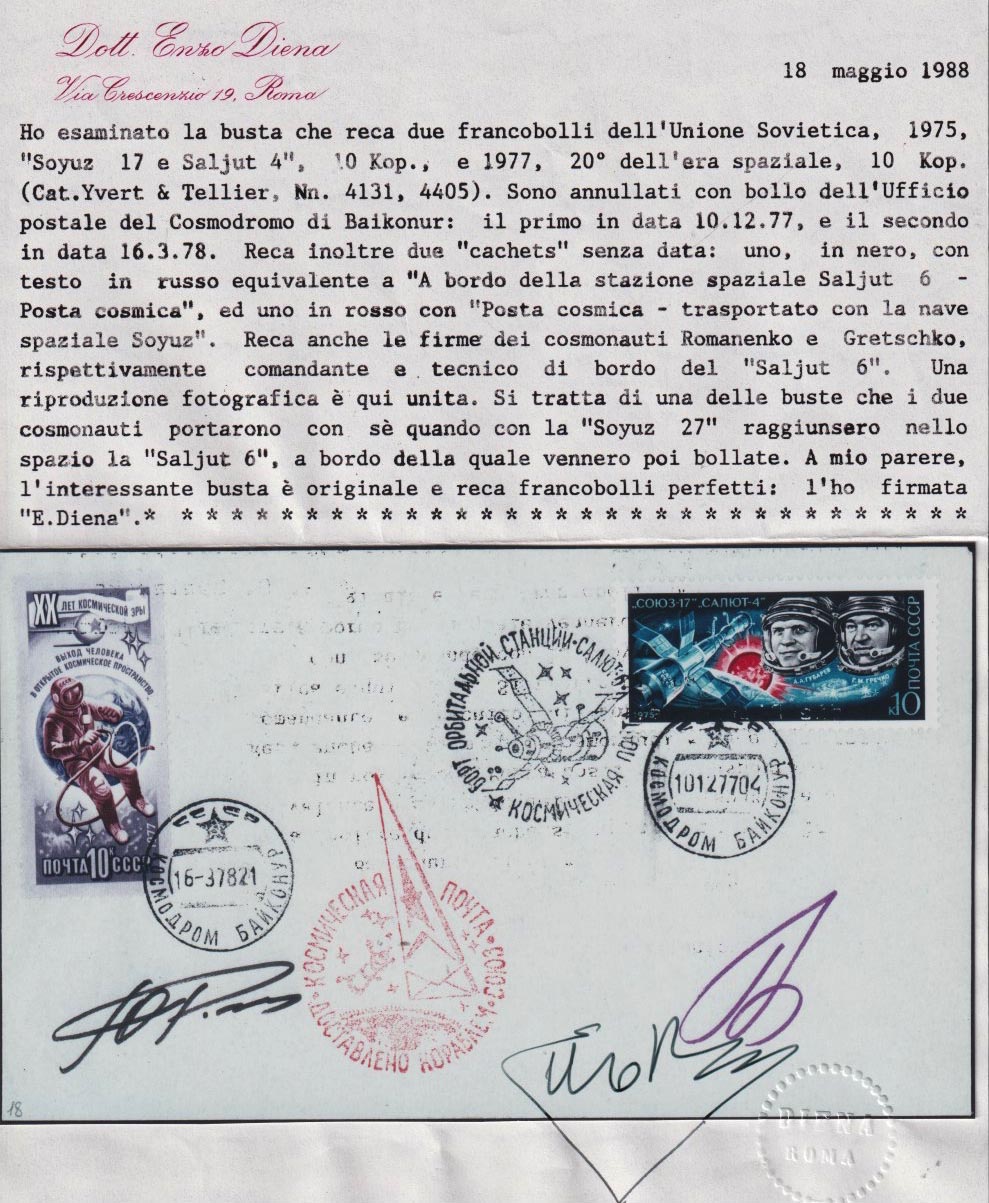 Dott. Enzo Diena
Via Crescenzio 19, Roma
18 maggio 1988
Ho esaminato la busta che reca due francobolli dell'Unione Sovietica, 1975,
"Soyuz 17 e Saljut 4", 10 Kop., e 1977, 20° dell'era spaziale, 10 Kop.
(Cat.Yvert & Tellier, Nn. 4131, 4405). Sono annullati con bollo dell'Ufficio
postale del Cosmodromo di Baikonur: il primo in data 10.12.77, e il secondo
in data 16.3.78. Reca inoltre due "cachets" senza data: uno, in nero, con
testo in russo equivalente a "A bordo della stazione spaziale Saljut 6 -
Posta cosmica", ed uno in rosso con "Posta cosmica - trasportato con la nave
spaziale Soyuz". Reca anche le firme dei cosmonauti Romanenko e Gretschko,
rispettivamente comandante e tecnico di bordo del "Saljut 6". Una
riproduzione fotografica è qui unita. Si tratta di una delle buste che i due
cosmonauti portarono con sè quando con la "Soyuz 27" raggiunsero nello
spazio la "Saljut 6", a bordo della quale vennero poi bollate. A mio parere,
l'interessante busta è originale e reca francobolli perfetti: l'ho firmata
"E.Diena".* * * * * * * * * * * * * * * * * * * * * * * * * * * * * * * * *
XX ЛЕТ КОСМИЧЕСКОЙ ЭРЫ
ВЫХОД ЧЕЛОВЕКА
В ОТКРЫТОЕ КОСМИЧЕСКОЕ ПРОСТРАНСТВО
1977
ПОЧТА 10к СССР
СССР
16-37821
КОСМОДРОМ БАЙКОНУР
БОРТ ОРБИТАЛЬНОЙ СТАНЦИИ-САЛЮТ-6
КОСМИЧЕСКАЯ ПОЧТА
"СОЮЗ-17" "САЛЮТ-4"
А.А.ГУБАРЕВ
Г.М.ГРЕЧКО
1975
ПОЧТА СССР
к10
10127704
КОСМОДРОМ БАЙКОНУР
КОСМИЧЕСКАЯ ПОЧТА
ДОСТАВЛЕНО КОРАБЛЕМ СОЮЗ
18
DIENA
ROMA